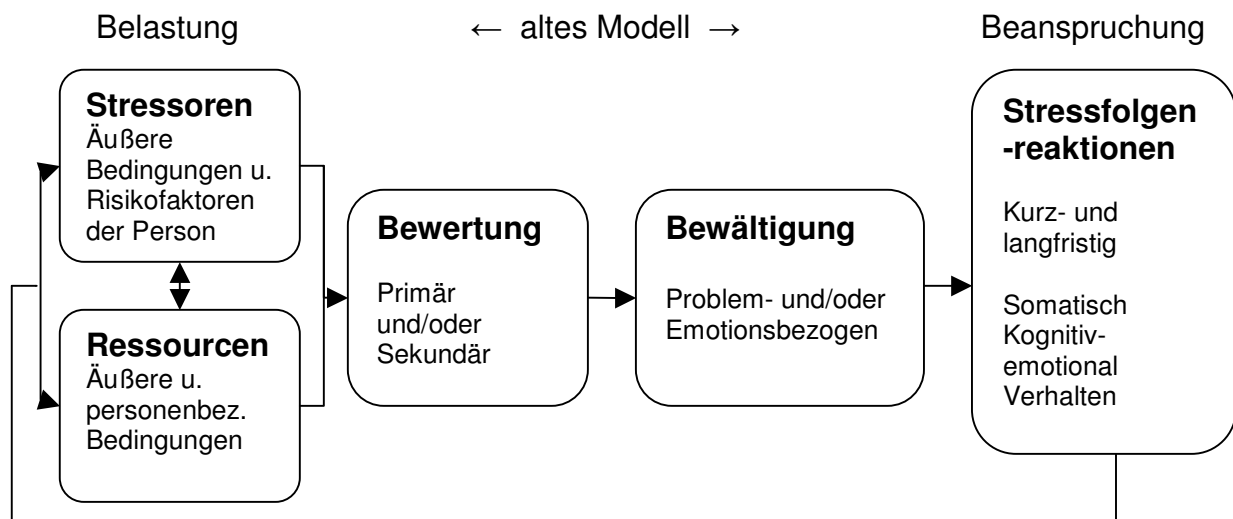 Belastung
← altes Modell →
Beanspruchung
Stressoren
Äußere
Bedingungen u.
Risikofaktoren
der Person
Ressourcen
Äußere u.
personenbez.
Bedingungen
Bewertung
Primär
und/oder
Sekundär
Bewältigung
Problem- und/oder
Emotionsbezogen
Stressfolgen
-reaktionen
Kurz- und
langfristig
Somatisch
Kognitiv-
emotional
Verhalten